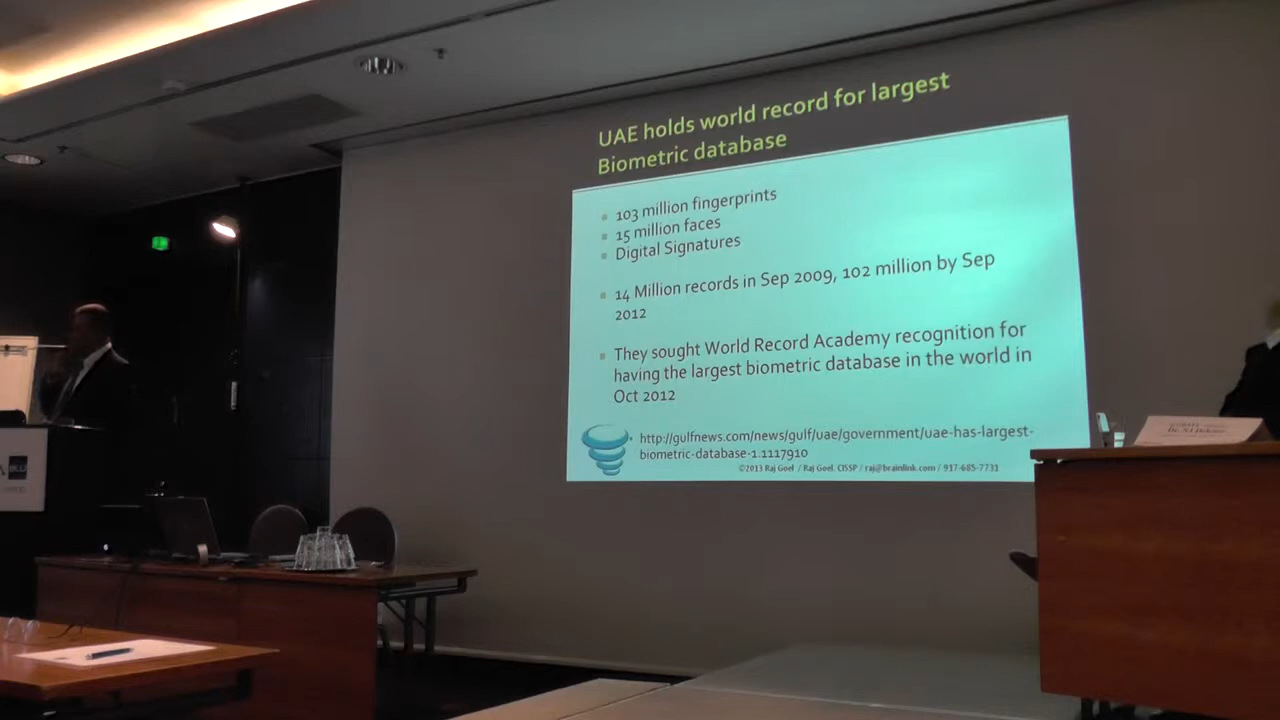 UAE holds world record for largest
Biometric database
103 million fingerprints
15 million faces
Digital Signatures
14 Million records in Sep 2009, 102 million by Sep
2012
They sought World Record Academy recognition for
having the largest biometric database in the world in
Oct 2012
http://gulfnews.com/news/gulf/uae/government/uae-has-largest-
biometric-database-1.1117910
©2013 Raj Goel / Raj Goel. CISSP / raj@brainlink.com / 917-685-7731
BLU